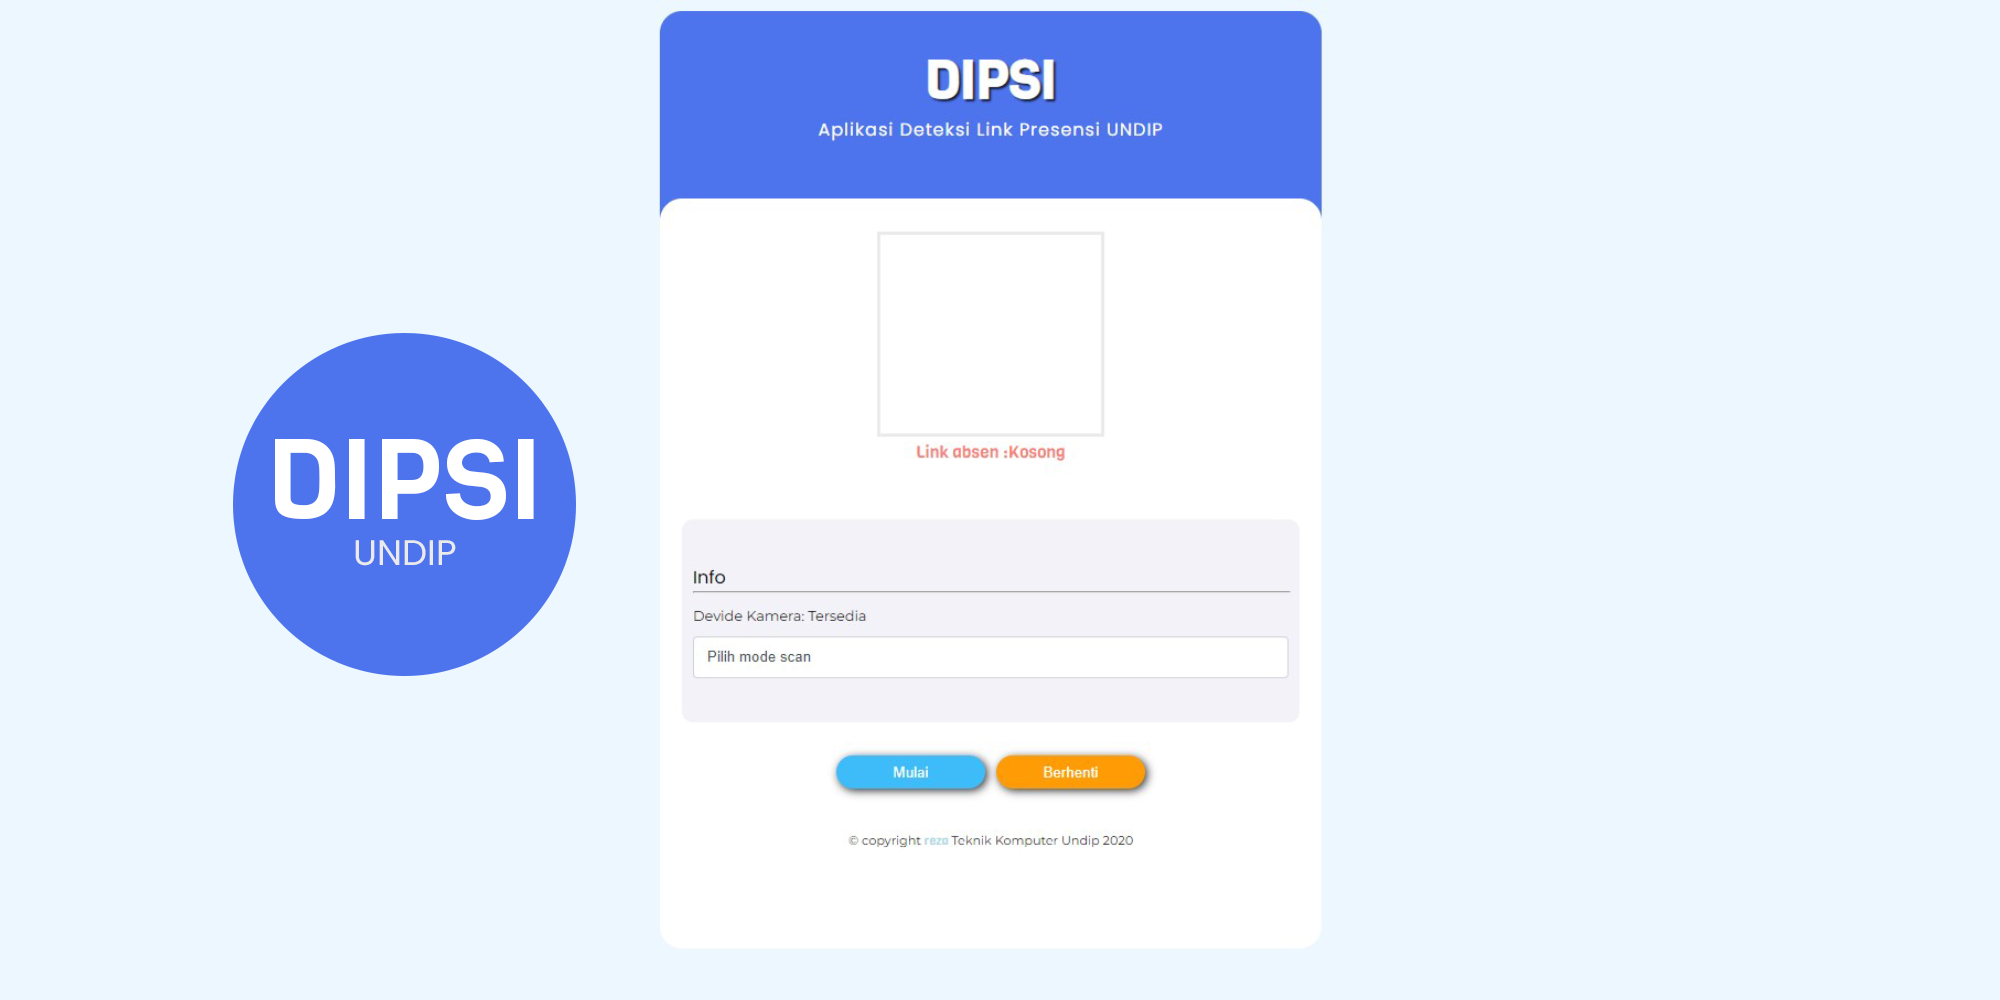 DIPSI
UNDIP
DIPSI
Aplikasi Deteksi Link Presensi UNDIP
Link absen :Kosong
Info
Devide Kamera: Tersedia
Pilih mode scan
Mulai
Berhenti
© copyright reza Teknik Komputer Undip 2020